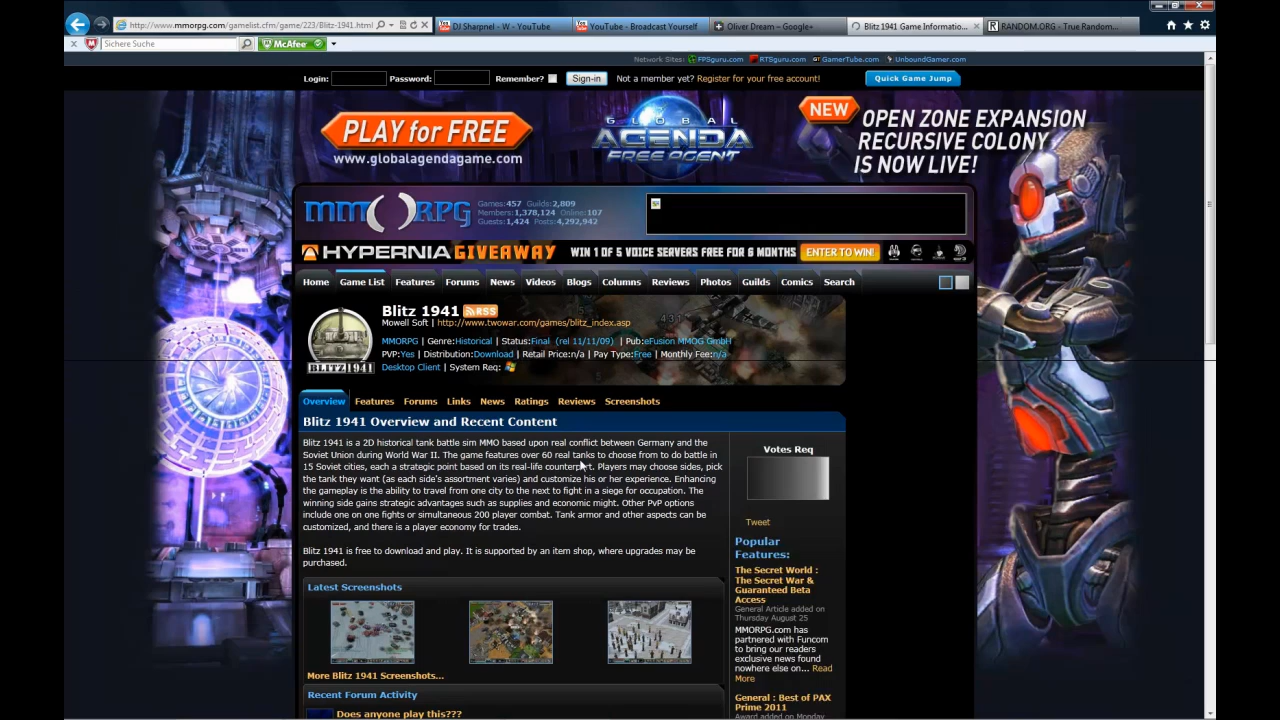 http://www.mmorpg.com/gamelist.cfm/game/223/Blitz-1941.html
DJ Sharpnel - W - YouTube
YouTube - Broadcast Yourself
Oliver Dream – Google+
Blitz 1941 Game Informatio...
RANDOM.ORG - True Random...
Sichere Suche
McAfee
Network Sites: FPSguru.com RTSguru.com GamerTube.com UnboundGamer.com
Login: Password: Remember? Sign-in Not a member yet? Register for your free account! Quick Game Jump
PLAY for FREE
www.globalagendagame.com
GLOBAL
AGENDA
FREE AGENT
NEW
OPEN ZONE EXPANSION
RECURSIVE COLONY
IS NOW LIVE!
mmorpg
Games:457 Guilds:2,809
Members:1,378,124 Online:107
Guests:1,424 Posts:4,292,942
HYPERNIA GIVEAWAY WIN 1 OF 5 VOICE SERVERS FREE FOR 6 MONTHS ENTER TO WIN!
Home Game List Features Forums News Videos Blogs Columns Reviews Photos Guilds Comics Search
Blitz 1941 RSS
Mowell Soft | http://www.twowar.com/games/blitz_index.asp
MMORPG | Genre:Historical | Status:Final (rel 11/11/09) | Pub:eFusion MMOG GmbH
PVP:Yes | Distribution:Download | Retail Price:n/a | Pay Type:Free | Monthly Fee:n/a
Desktop Client | System Req:
BLITZ1941
Overview Features Forums Links News Ratings Reviews Screenshots
Blitz 1941 Overview and Recent Content
Blitz 1941 is a 2D historical tank battle sim MMO based upon real conflict between Germany and the
Soviet Union during World War II. The game features over 60 real tanks to choose from to do battle in
15 Soviet cities, each a strategic point based on its real-life counterpart. Players may choose sides, pick
the tank they want (as each side's assortment varies) and customize his or her experience. Enhancing
the gameplay is the ability to travel from one city to the next to fight in a siege for occupation. The
winning side gains strategic advantages such as supplies and economic might. Other PvP options
include one on one fights or simultaneous 200 player combat. Tank armor and other aspects can be
customized, and there is a player economy for trades.
Blitz 1941 is free to download and play. It is supported by an item shop, where upgrades may be
purchased.
Latest Screenshots
More Blitz 1941 Screenshots...
Recent Forum Activity
Does anyone play this???
Votes Req
Tweet
Popular
Features:
The Secret World :
The Secret War &
Guaranteed Beta
Access
General Article added on
Thursday August 25
MMORPG.com has
partnered with Funcom
to bring our readers
exclusive news found
nowhere else on... Read
More
General : Best of PAX
Prime 2011
Award added on Monday